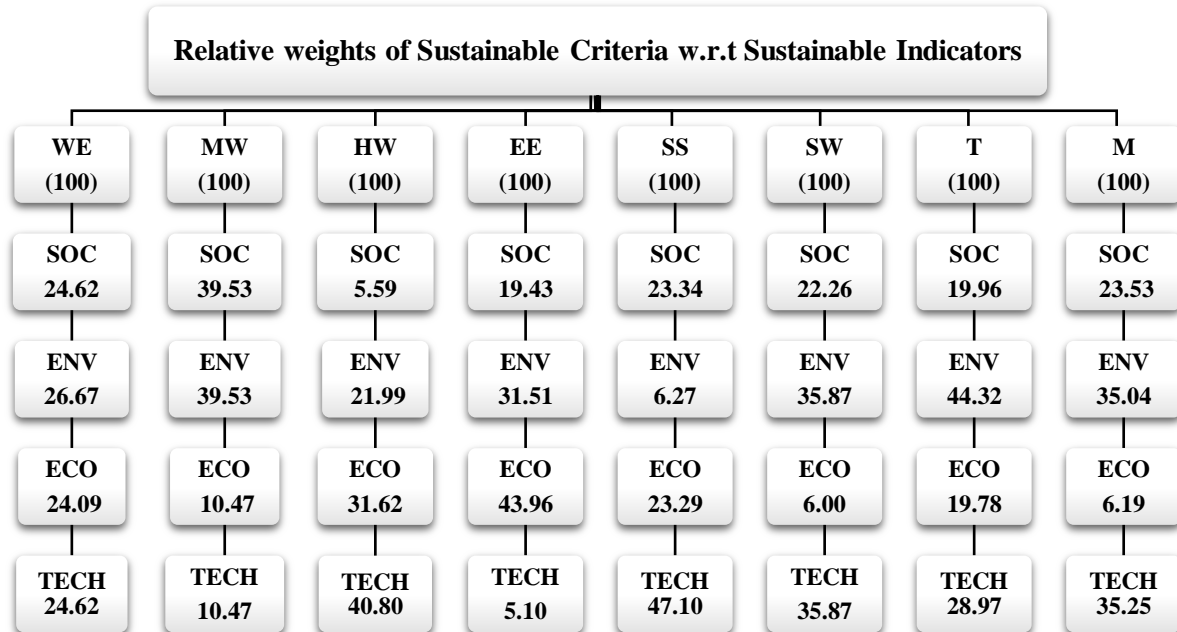 Relative weights of Sustainable Criteria w.r.t Sustainable Indicators
WE
(100)
MW
(100)
HW
(100)
EE
(100)
SS
(100)
SW
(100)
T
(100)
M
(100)
SOC
24.62
SOC
39.53
SOC
5.59
SOC
19.43
SOC
23.34
SOC
22.26
SOC
19.96
SOC
23.53
ENV
26.67
ENV
39.53
ENV
21.99
ENV
31.51
ENV
6.27
ENV
35.87
ENV
44.32
ENV
35.04
ECO
24.09
ECO
10.47
ECO
31.62
ECO
43.96
ECO
23.29
ECO
6.00
ECO
19.78
ECO
6.19
TECH
24.62
TECH
10.47
TECH
40.80
TECH
5.10
TECH
47.10
TECH
35.87
TECH
28.97
TECH
35.25